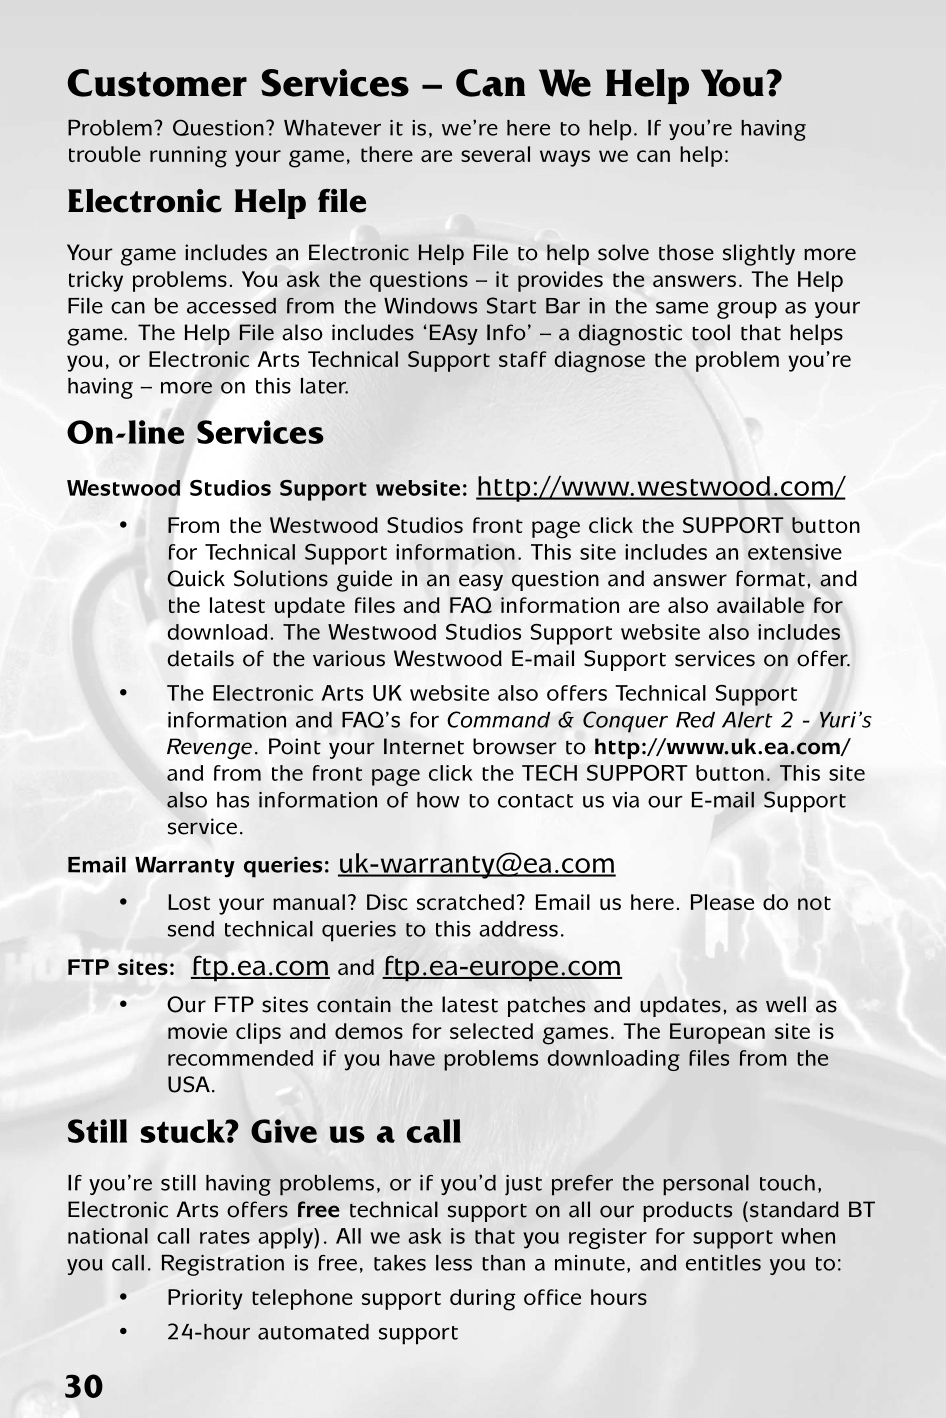 Customer Services – Can We Help You?
Problem? Question? Whatever it is, we're here to help. If you're having
trouble running your game, there are several ways we can help:
Electronic Help file
Your game includes an Electronic Help File to help solve those slightly more
tricky problems. You ask the questions – it provides the answers. The Help
File can be accessed from the Windows Start Bar in the same group as your
game. The Help File also includes ‘EAsy Info’ – a diagnostic tool that helps
you, or Electronic Arts Technical Support staff diagnose the problem you're
having – more on this later.
On-line Services
Westwood Studios Support website: http://www.westwood.com/
• From the Westwood Studios front page click the SUPPORT button
for Technical Support information. This site includes an extensive
Quick Solutions guide in an easy question and answer format, and
the latest update files and FAQ information are also available for
download. The Westwood Studios Support website also includes
details of the various Westwood E-mail Support services on offer.
• The Electronic Arts UK website also offers Technical Support
information and FAQ's for Command & Conquer Red Alert 2 - Yuri's
Revenge. Point your Internet browser to http://www.uk.ea.com/
and from the front page click the TECH SUPPORT button. This site
also has information of how to contact us via our E-mail Support
service.
Email Warranty queries: uk-warranty@ea.com
• Lost your manual? Disc scratched? Email us here. Please do not
send technical queries to this address.
FTP sites: ftp.ea.com and ftp.ea-europe.com
• Our FTP sites contain the latest patches and updates, as well as
movie clips and demos for selected games. The European site is
recommended if you have problems downloading files from the
USA.
Still stuck? Give us a call
If you're still having problems, or if you'd just prefer the personal touch,
Electronic Arts offers free technical support on all our products (standard BT
national call rates apply). All we ask is that you register for support when
you call. Registration is free, takes less than a minute, and entitles you to:
• Priority telephone support during office hours
• 24-hour automated support
30